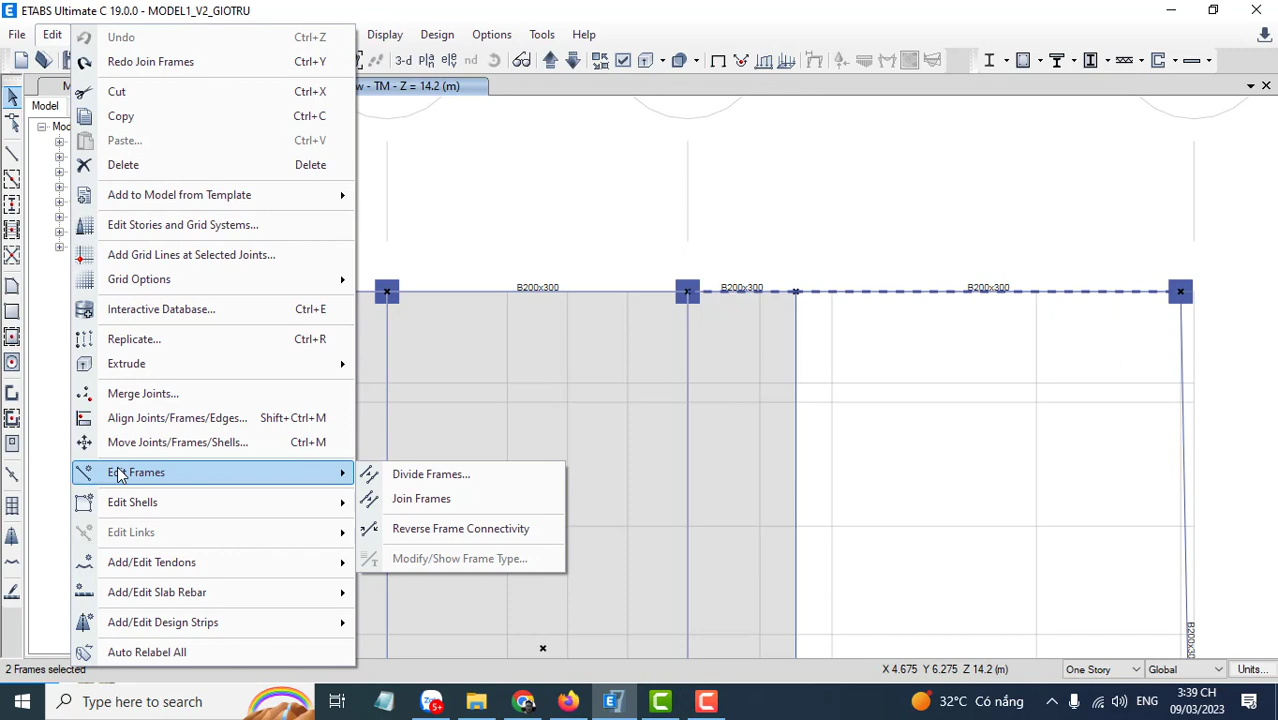 ETABS Ultimate C 19.0.0 - MODEL1_V2_GIOTRU
File Edit Display Design Options Tools Help
w - TM - Z = 14.2 (m)
Model
Undo Ctrl+Z
Redo Join Frames Ctrl+Y
Cut Ctrl+X
Copy Ctrl+C
Paste...
Ctrl+V
Delete Delete
Add to Model from Template
Edit Stories and Grid Systems...
Add Grid Lines at Selected Joints...
Grid Options
Interactive Database... Ctrl+E
Replicate... Ctrl+R
Extrude
Merge Joints...
Align Joints/Frames/Edges... Shift+Ctrl+M
Move Joints/Frames/Shells... Ctrl+M
Edit Frames
Edit Shells
Edit Links
Add/Edit Tendons
Add/Edit Slab Rebar
Add/Edit Design Strips
Auto Relabel All
Divide Frames...
Join Frames
Reverse Frame Connectivity
Modify/Show Frame Type...
3-d
B200x300
B200x300
B200x300
B200x30
2 Frames selected
X 4.675 Y 6.275 Z 14.2 (m)
One Story
Global
Units...
Type here to search
32°C Có nắng
ENG
3:39 CH
09/03/2023